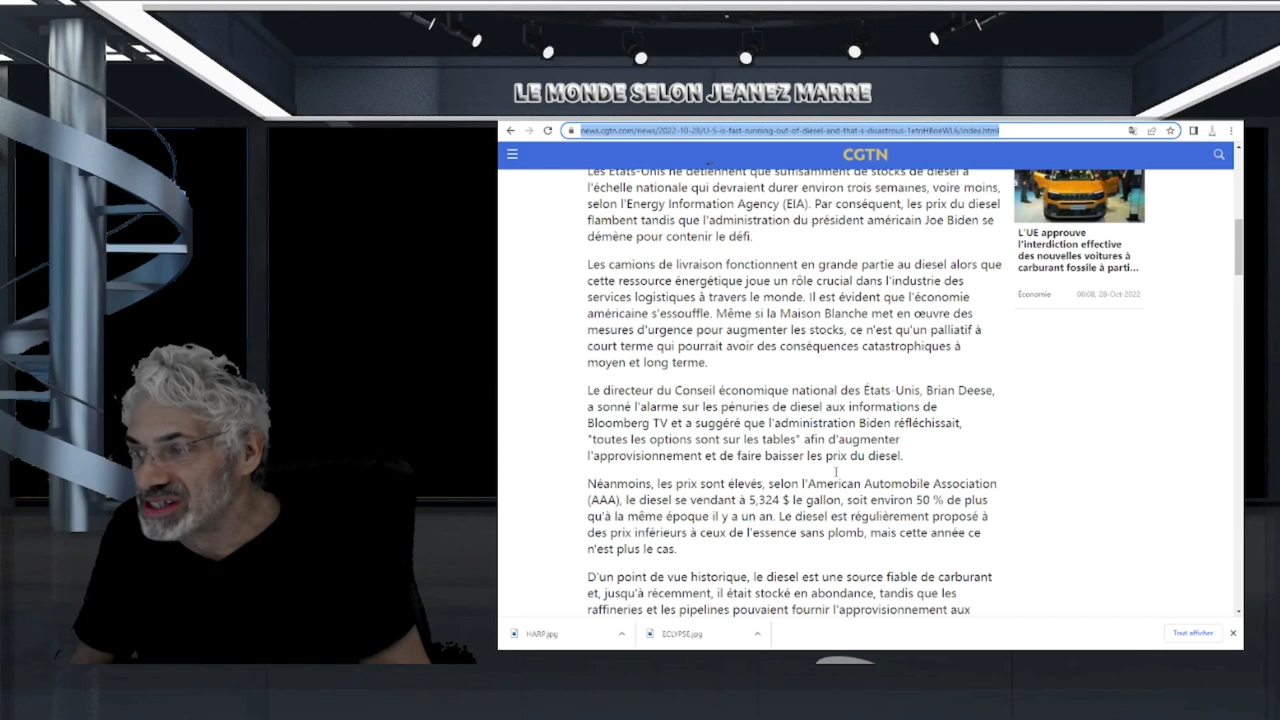 LE MONDE SELON JEANEZ MARRE
news.cgtn.com/news/2022-10-28/U-S-is-fast-running-out-of-diesel-and-that-s-disastrous-1etnHBoeWL6/index.html
CGTN
Les États-Unis ne détiennent que suffisamment de stocks de diesel à
l'échelle nationale qui devraient durer environ trois semaines, voire moins,
selon l'Energy Information Agency (EIA). Par conséquent, les prix du diesel
flambent tandis que l'administration du président américain Joe Biden se
démène pour contenir le défi.
Les camions de livraison fonctionnent en grande partie au diesel alors que
cette ressource énergétique joue un rôle crucial dans l'industrie des
services logistiques à travers le monde. Il est évident que l'économie
américaine s'essouffle. Même si la Maison Blanche met en œuvre des
mesures d'urgence pour augmenter les stocks, ce n'est qu'un palliatif à
court terme qui pourrait avoir des conséquences catastrophiques à
moyen et long terme.
Le directeur du Conseil économique national des États-Unis, Brian Deese,
a sonné l'alarme sur les pénuries de diesel aux informations de
Bloomberg TV et a suggéré que l'administration Biden réfléchissait,
"toutes les options sont sur les tables" afin d'augmenter
l'approvisionnement et de faire baisser les prix du diesel.
Néanmoins, les prix sont élevés, selon l'American Automobile Association
(AAA), le diesel se vendant à 5,324 $ le gallon, soit environ 50 % de plus
qu'à la même époque il y a un an. Le diesel est régulièrement proposé à
des prix inférieurs à ceux de l'essence sans plomb, mais cette année ce
n'est plus le cas.
D'un point de vue historique, le diesel est une source fiable de carburant
et, jusqu'à récemment, il était stocké en abondance, tandis que les
raffineries et les pipelines pouvaient fournir l'approvisionnement aux
L'UE approuve
l'interdiction effective
des nouvelles voitures à
carburant fossile à parti...
Économie 00:08, 28-Oct-2022
HARP.jpg
ECLYPSE.jpg
Tout afficher